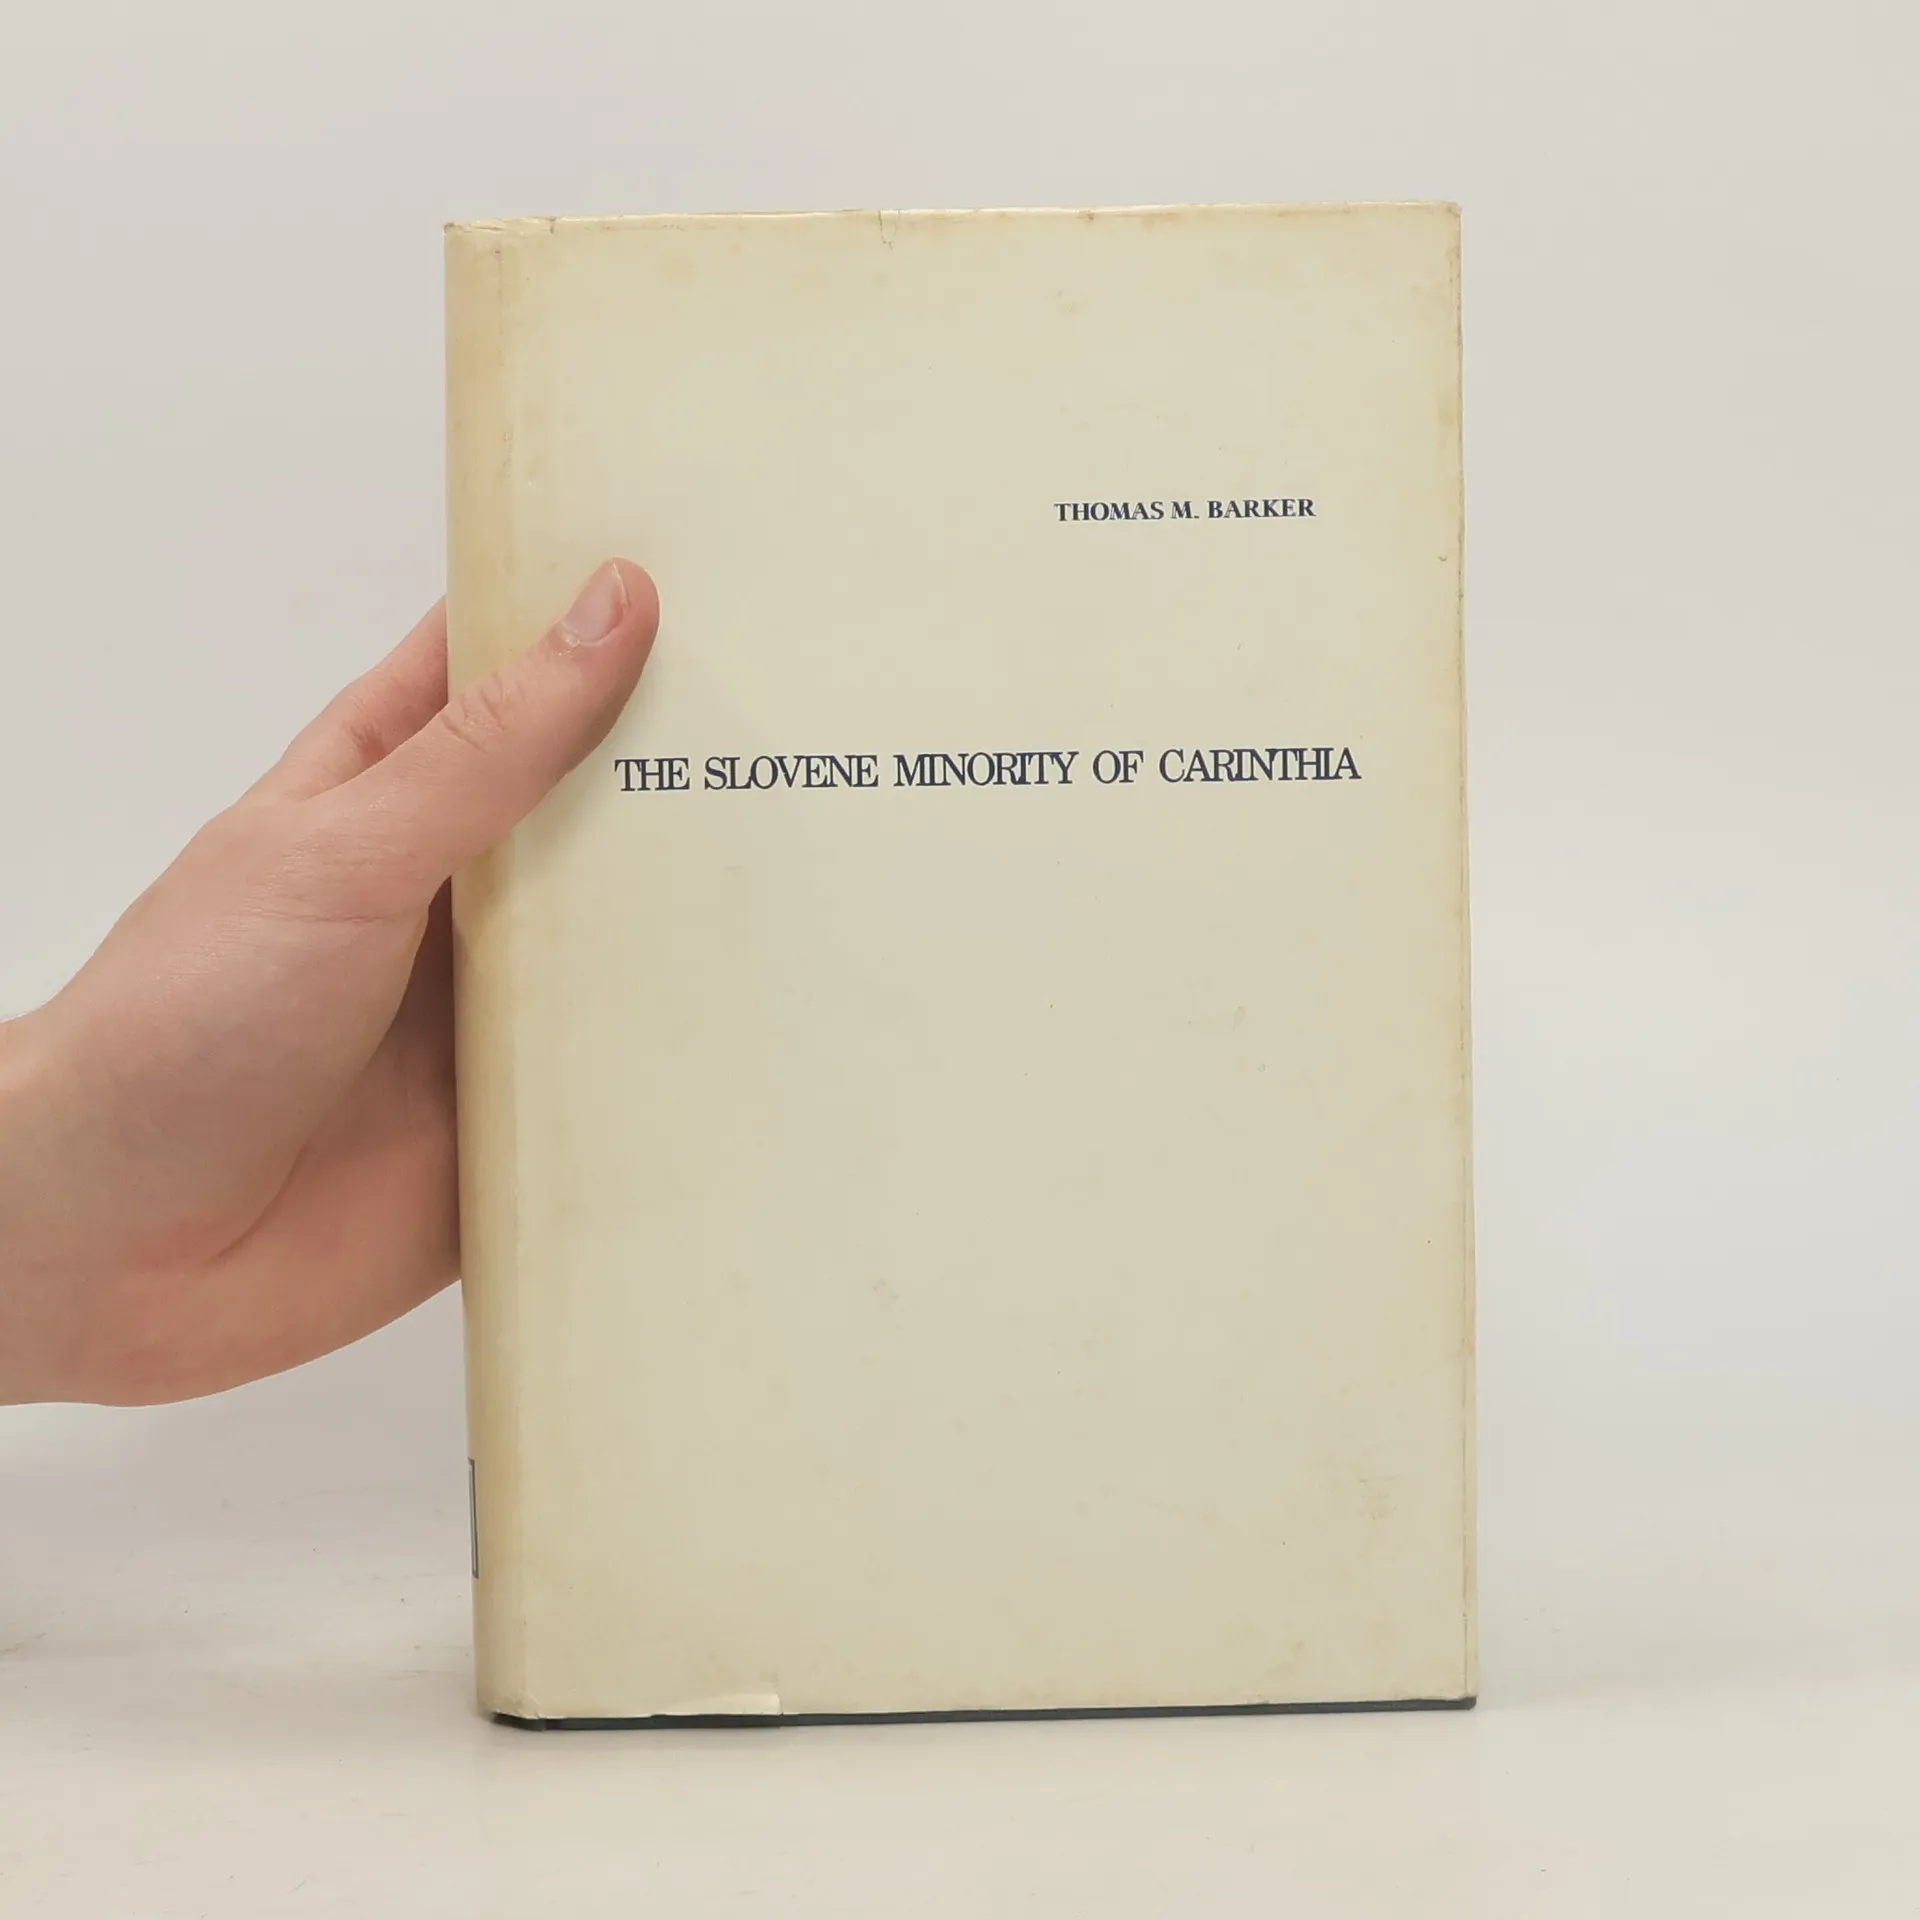 THOMAS M. BARKER
THE SLOVENE MINORITY OF CARINTHIA